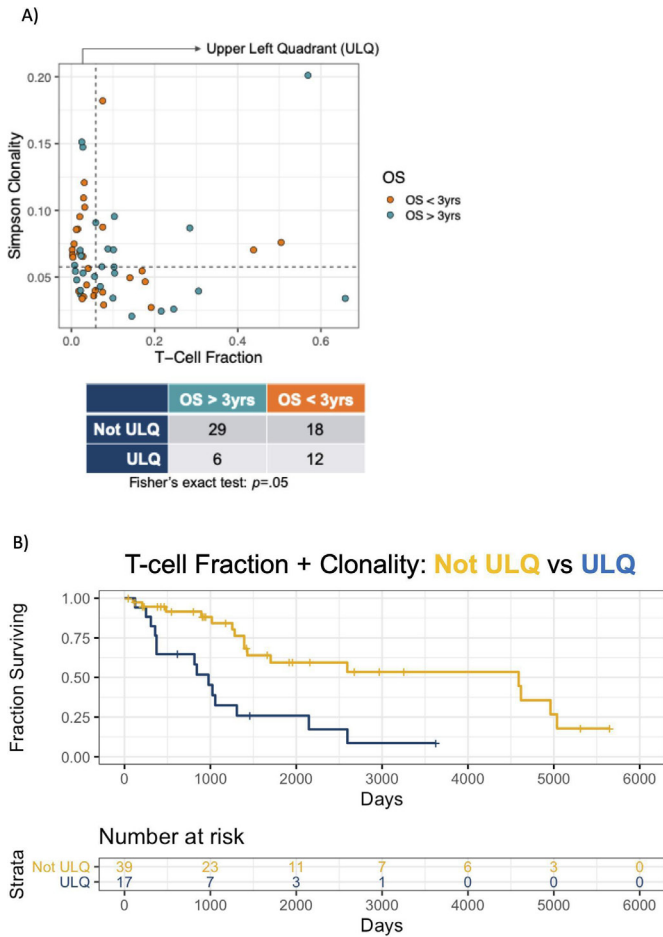 A)
Upper Left Quadrant (ULQ)
0.20
0.15
0.10
0.05
Simpson Clonality
0.0 0.2 0.4 0.6
T-Cell Fraction
OS
OS < 3yrs
OS > 3yrs
OS > 3yrs OS < 3yrs
Not ULQ 29 18
ULQ 6 12
Fisher's exact test: p=.05
B)
T-cell Fraction + Clonality: Not ULQ vs ULQ
1.00
0.75
0.50
0.25
0.00
Fraction Surviving
0 1000 2000 3000 4000 5000 6000
Days
Number at risk
Strata
Not ULQ 39 23 11 7 6 3 0
ULQ 17 7 3 1 0 0 0
0 1000 2000 3000 4000 5000 6000
Days